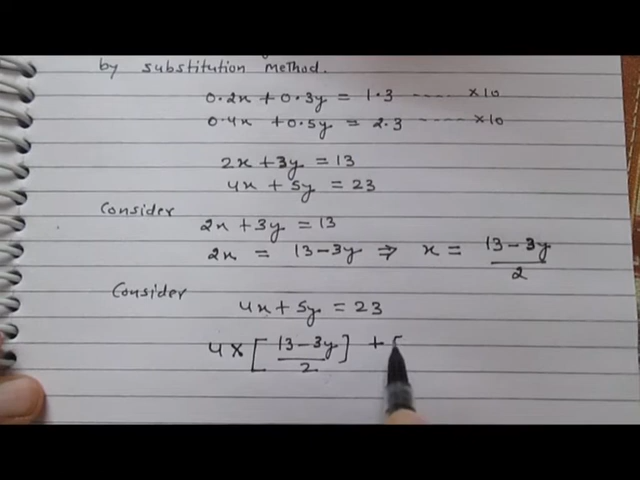 by substitution method.
0.2x + 0.3y = 1.3 ...... ×10
0.4x + 0.5y = 2.3 ...... ×10
2x + 3y = 13
4x + 5y = 23
Consider
2x + 3y = 13
2x = 13 - 3y ⇒ x = (13 - 3y)/2
Consider
4x + 5y = 23
4 × [(13 - 3y)/2] +